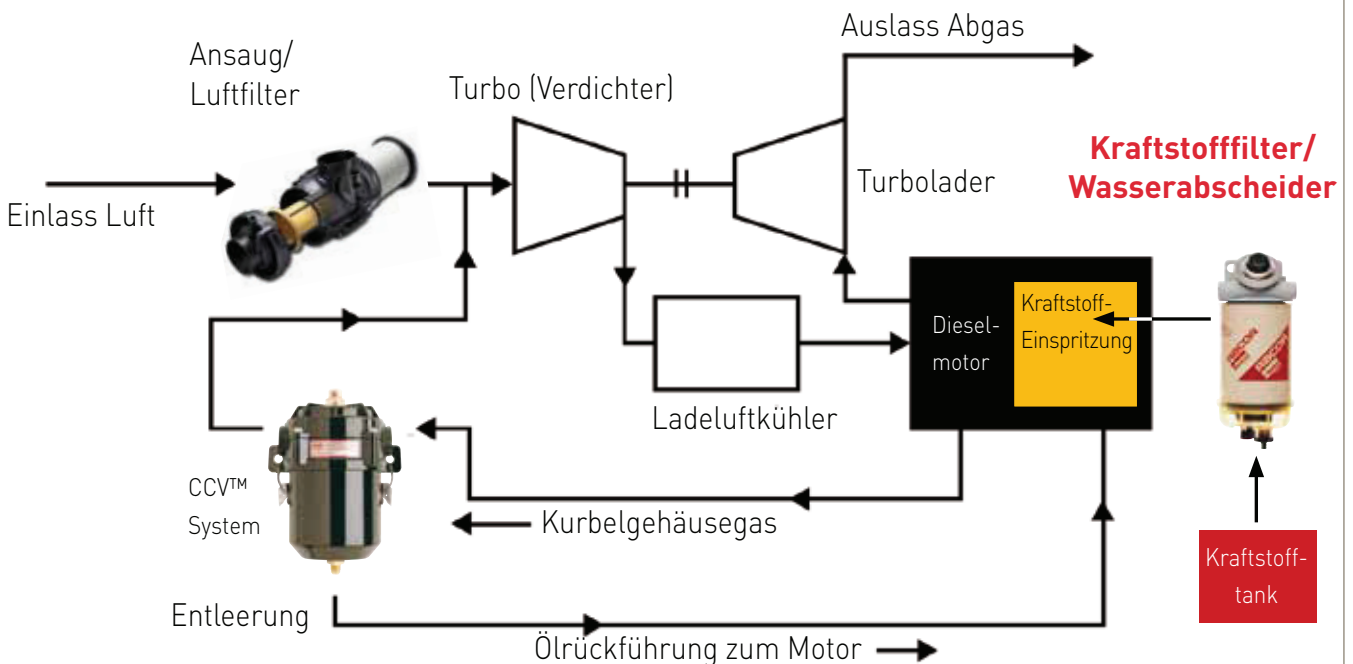 Auslass Abgas
Ansaug/
Luftfilter
Turbo (Verdichter)
Kraftstofffilter/
Wasserabscheider
Turbolader
Einlass Luft
Diesel-
motor
Kraftstoff-
Einspritzung
RACOR
Ladeluftkühler
CCV™
System
Kurbelgehäusegas
Kraftstoff-
tank
Entleerung
Ölrückführung zum Motor